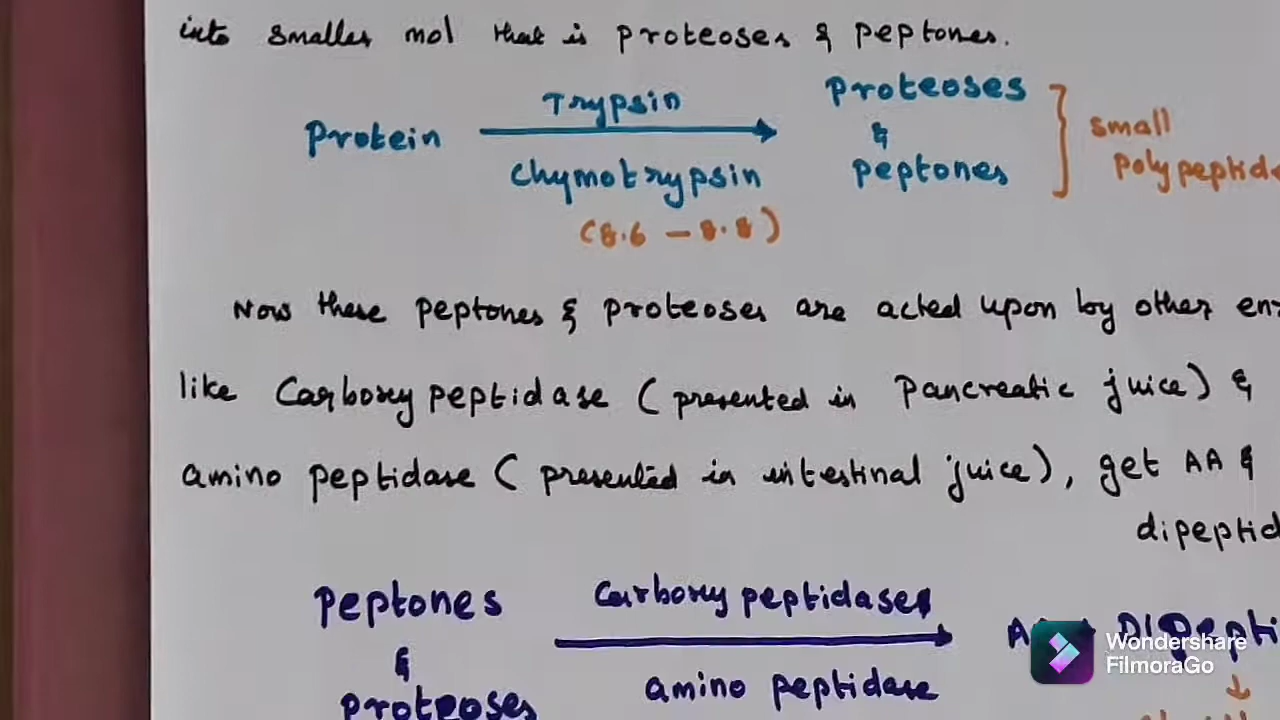 into smaller mol that is proteoses & peptones.
Protein
Trypsin
Chymotrypsin
(8.6 - 8.8)
Proteoses
&
peptones
small
polypeptide
Now these peptones & proteoses are acted upon by other en
like Carboxy peptidase (presented in Pancreatic juice) &
amino peptidase (presented in intestinal juice), get AA &
dipeptid
Peptones
&
proteoses
Carboxy peptidases
amino peptidase
DIPepti
Wondershare
FilmoraGo